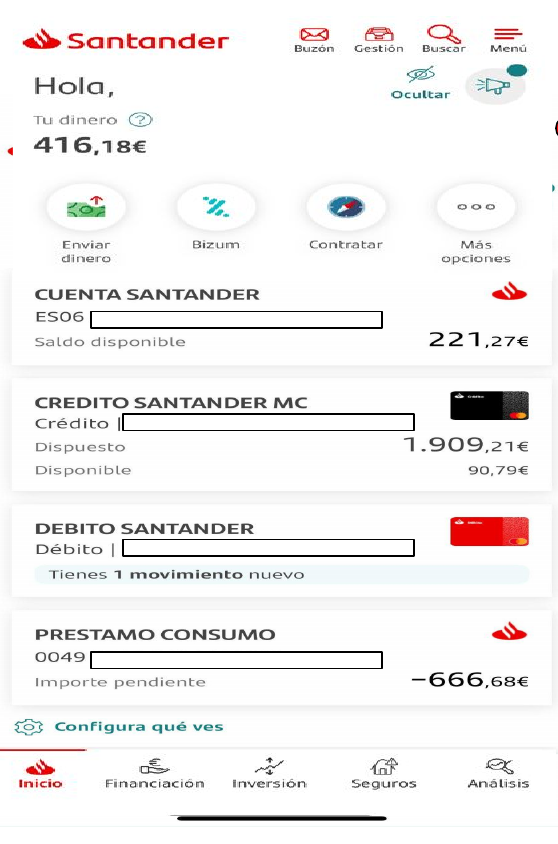 Santander
Buzón Gestión Buscar Menú
Hola,
Ocultar
Tu dinero ?
416,18€
Enviar dinero
Bizum
Contratar
Más opciones
CUENTA SANTANDER
ES06
Saldo disponible 221,27€
CREDITO SANTANDER MC
Crédito |
Dispuesto 1.909,21€
Disponible 90,79€
DEBITO SANTANDER
Débito |
Tienes 1 movimiento nuevo
PRESTAMO CONSUMO
0049
Importe pendiente -666,68€
Configura qué ves
Inicio Financiación Inversión Seguros Análisis